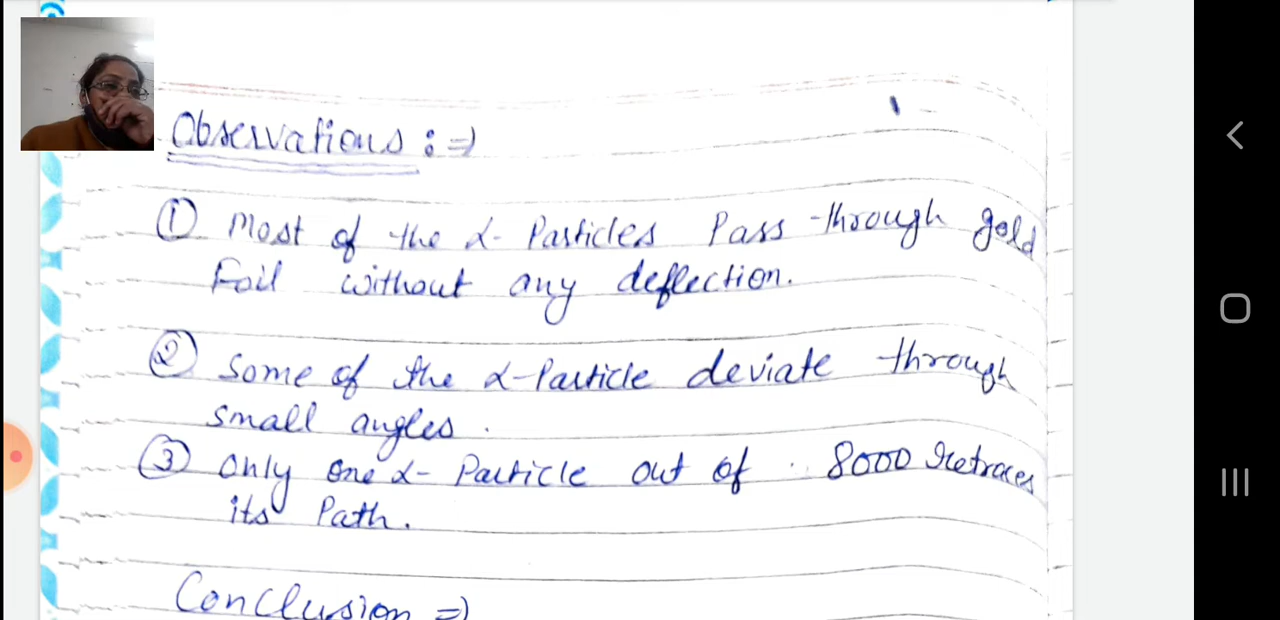 Observations :⇒
① Most of the α- Particles Pass through gold
Foil without any deflection.
② Some of the α-Particle deviate through
small angles.
③ Only one α- Particle out of 8000 retraces
its Path.
Conclusion ⇒